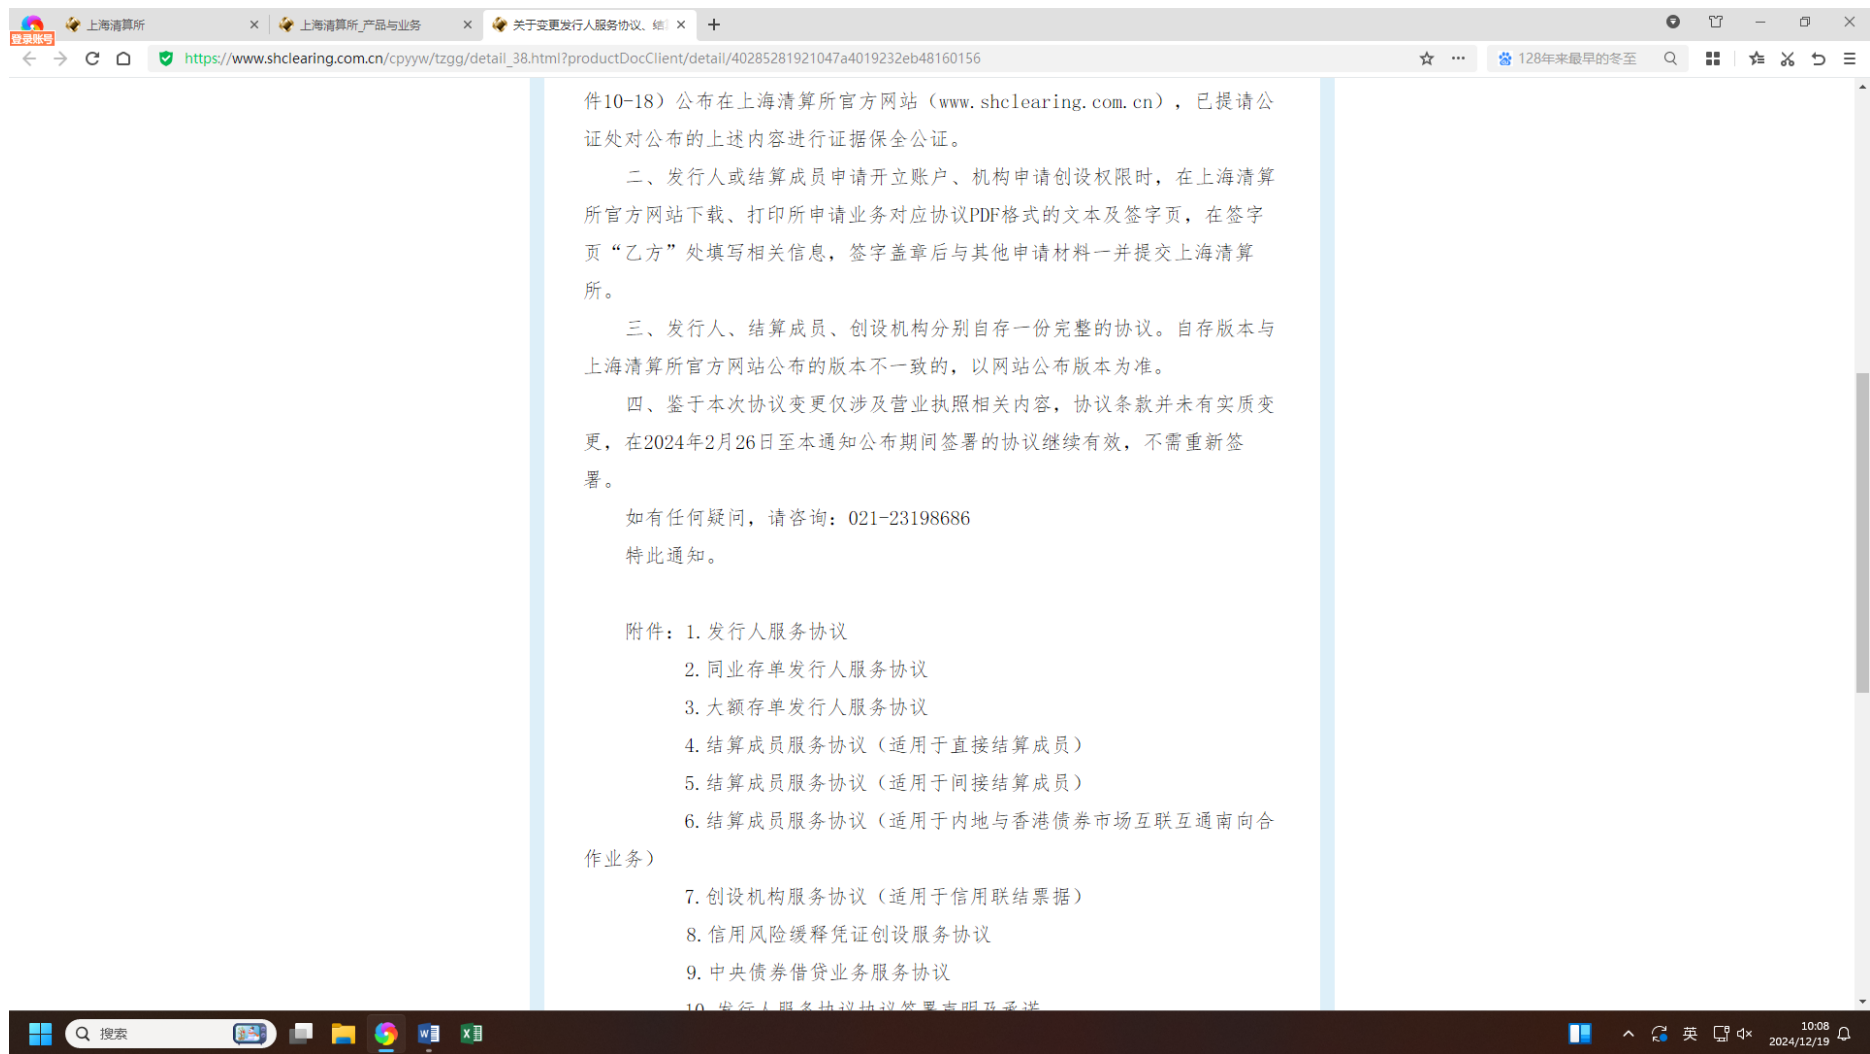 上海清算所
上海清算所_产品与业务
关于变更发行人服务协议、结
登录账号
https://www.shclearing.com.cn/cpyyw/tzgg/detail_38.html?productDocClient/detail/40285281921047a4019232eb48160156
128年来最早的冬至
件10-18）公布在上海清算所官方网站（www.shclearing.com.cn），已提请公
证处对公布的上述内容进行证据保全公证。
二、发行人或结算成员申请开立账户、机构申请创设权限时，在上海清算
所官方网站下载、打印所申请业务对应协议PDF格式的文本及签字页，在签字
页“乙方”处填写相关信息，签字盖章后与其他申请材料一并提交上海清算
所。
三、发行人、结算成员、创设机构分别自存一份完整的协议。自存版本与
上海清算所官方网站公布的版本不一致的，以网站公布版本为准。
四、鉴于本次协议变更仅涉及营业执照相关内容，协议条款并未有实质变
更，在2024年2月26日至本通知公布期间签署的协议继续有效，不需重新签
署。
如有任何疑问，请咨询：021-23198686
特此通知。
附件：1.发行人服务协议
2.同业存单发行人服务协议
3.大额存单发行人服务协议
4.结算成员服务协议（适用于直接结算成员）
5.结算成员服务协议（适用于间接结算成员）
6.结算成员服务协议（适用于内地与香港债券市场互联互通南向合
作业务）
7.创设机构服务协议（适用于信用联结票据）
8.信用风险缓释凭证创设服务协议
9.中央债券借贷业务服务协议
10.发行人服务协议协议签署声明及承诺
搜索
英
10:08
2024/12/19